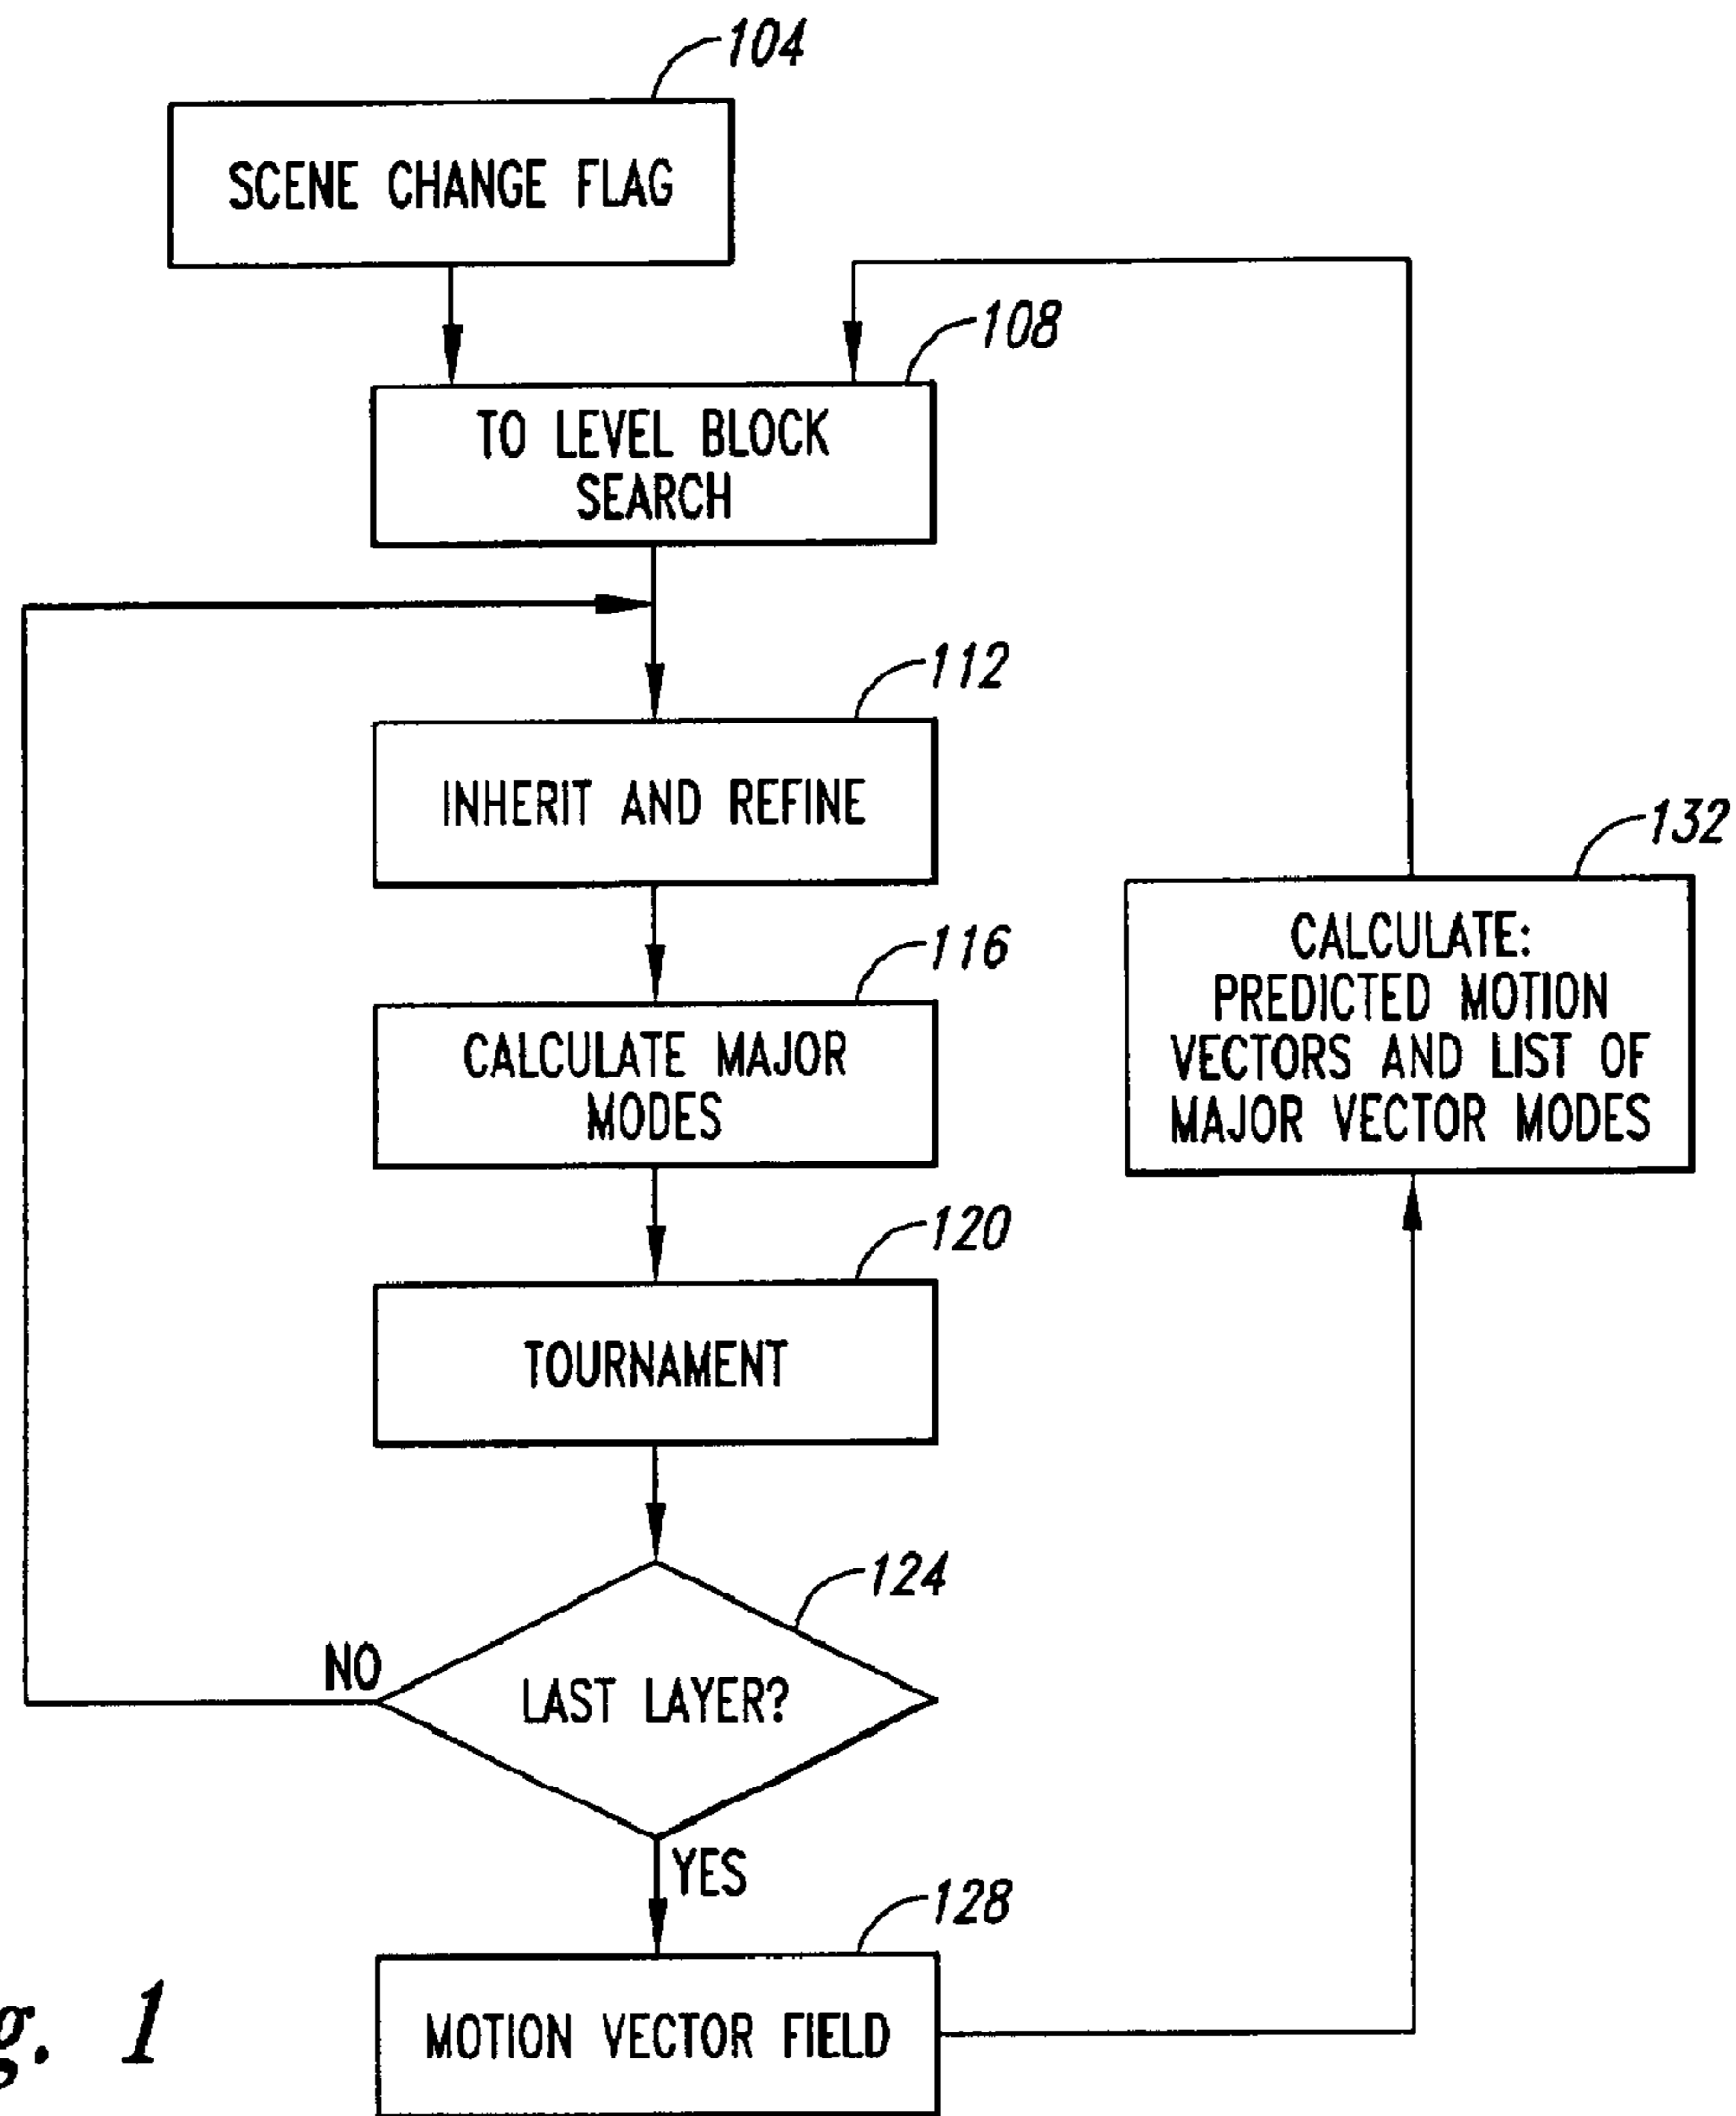 104
SCENE CHANGE FLAG
108
TO LEVEL BLOCK
SEARCH
112
INHERIT AND REFINE
132
CALCULATE:
PREDICTED MOTION
VECTORS AND LIST OF
MAJOR VECTOR MODES
116
CALCULATE MAJOR
MODES
120
TOURNAMENT
124
NO
LAST LAYER?
YES
128
MOTION VECTOR FIELD
g. 1